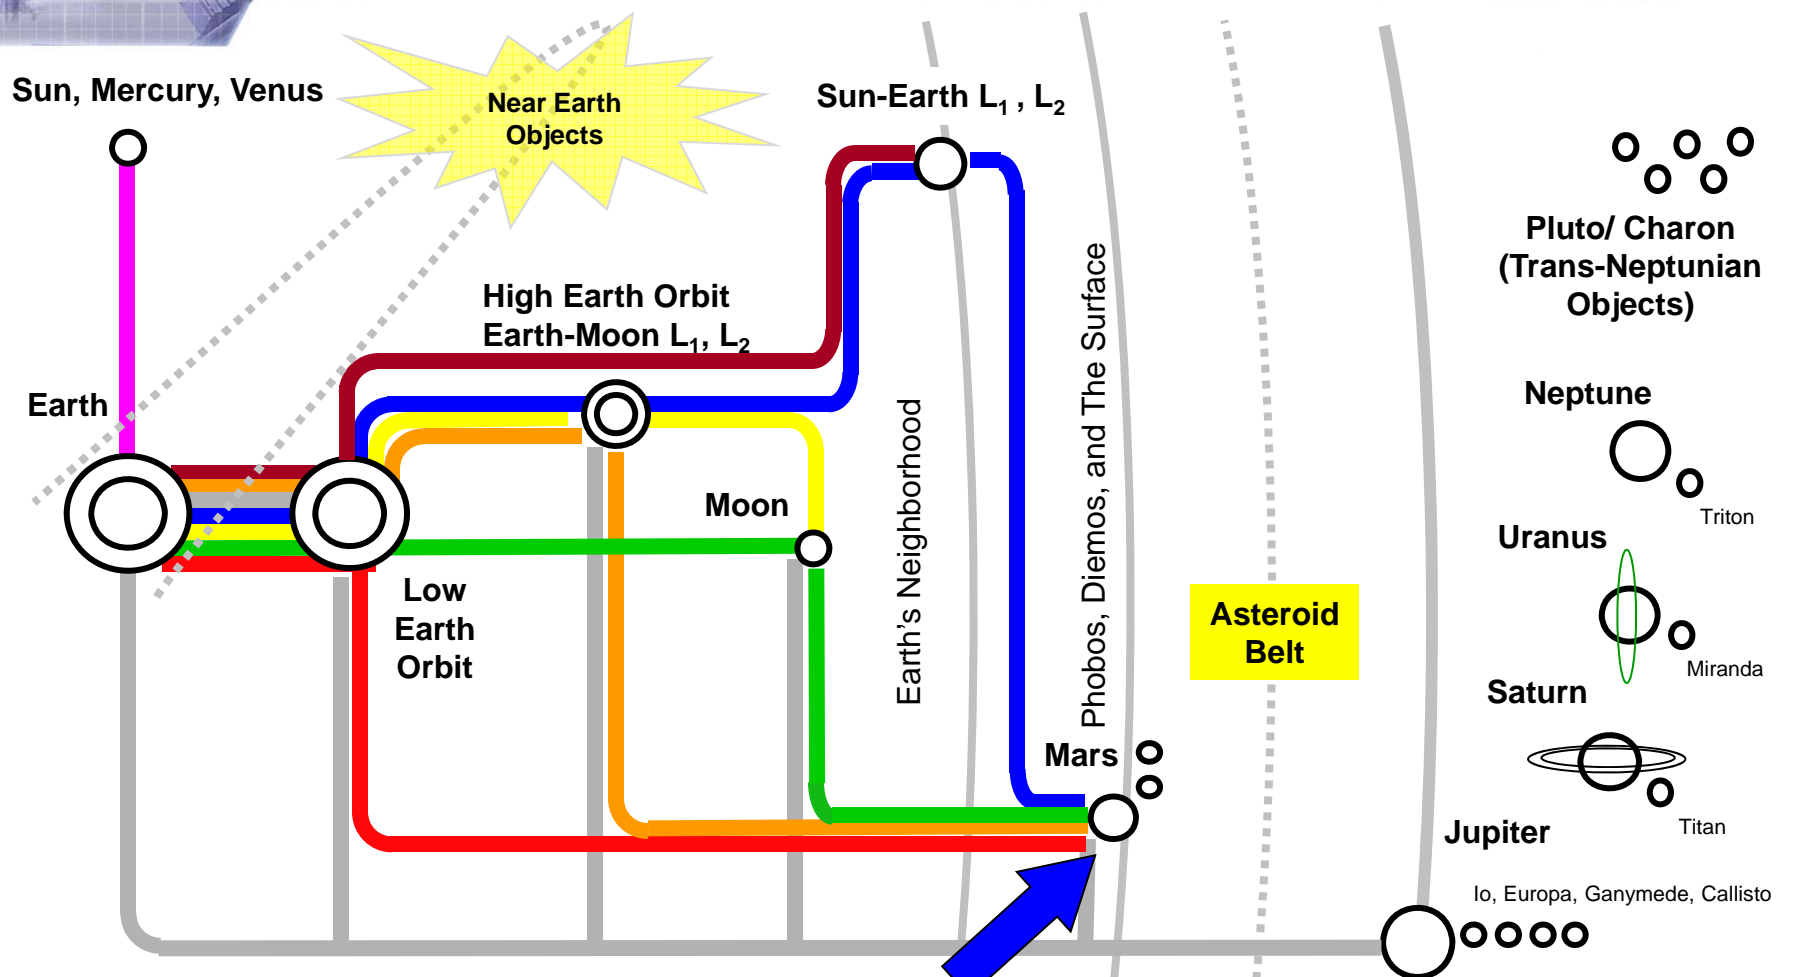 Sun, Mercury, Venus
Near Earth
Objects
Sun-Earth L₁ , L₂
Pluto/ Charon
(Trans-Neptunian
Objects)
High Earth Orbit
Earth-Moon L₁, L₂
Earth
Neptune
Triton
Moon
Earth's Neighborhood
Phobos, Diemos, and The Surface
Uranus
Miranda
Low
Earth
Orbit
Asteroid
Belt
Saturn
Titan
Mars
Jupiter
Io, Europa, Ganymede, Callisto